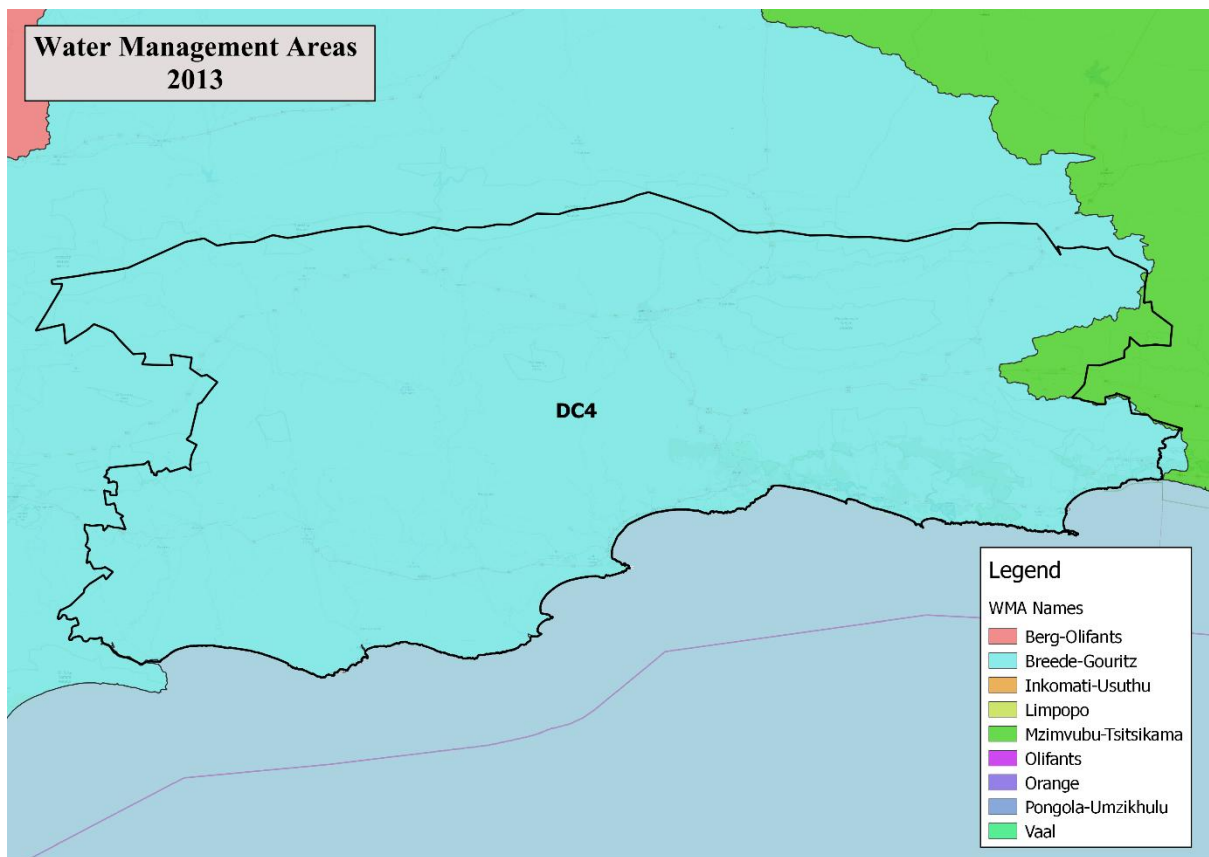 Water Management Areas
2013
DC4
Legend
WMA Names
Berg-Olifants
Breede-Gouritz
Inkomati-Usuthu
Limpopo
Mzimvubu-Tsitsikama
Olifants
Orange
Pongola-Umzikhulu
Vaal